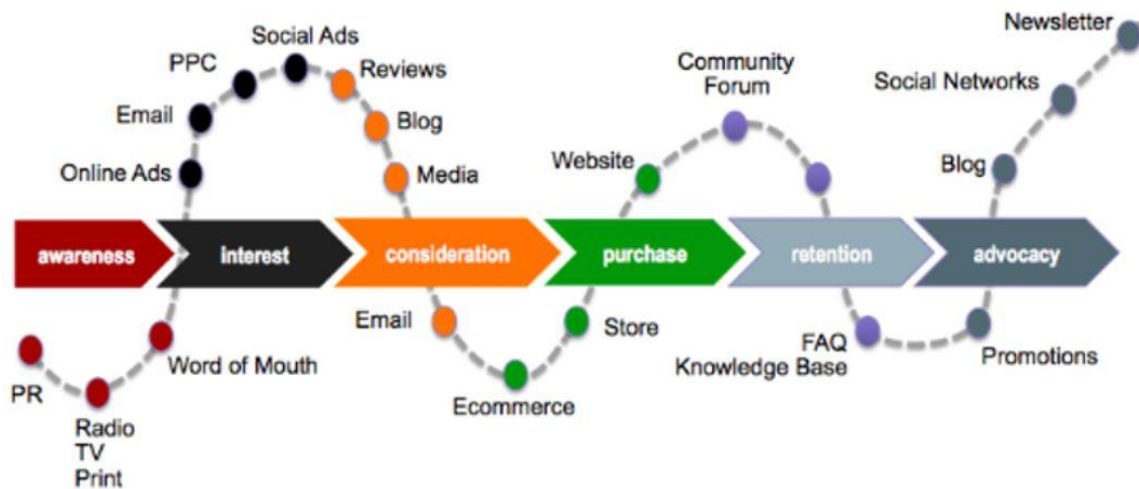 Newsletter
Social Ads
PPC
Reviews
Community
Forum
Social Networks
Email
Blog
Website
Blog
Online Ads
Media
awareness
interest
consideration
purchase
retention
advocacy
Email
Store
FAQ
Knowledge Base
Promotions
Word of Mouth
PR
Ecommerce
Radio
TV
Print